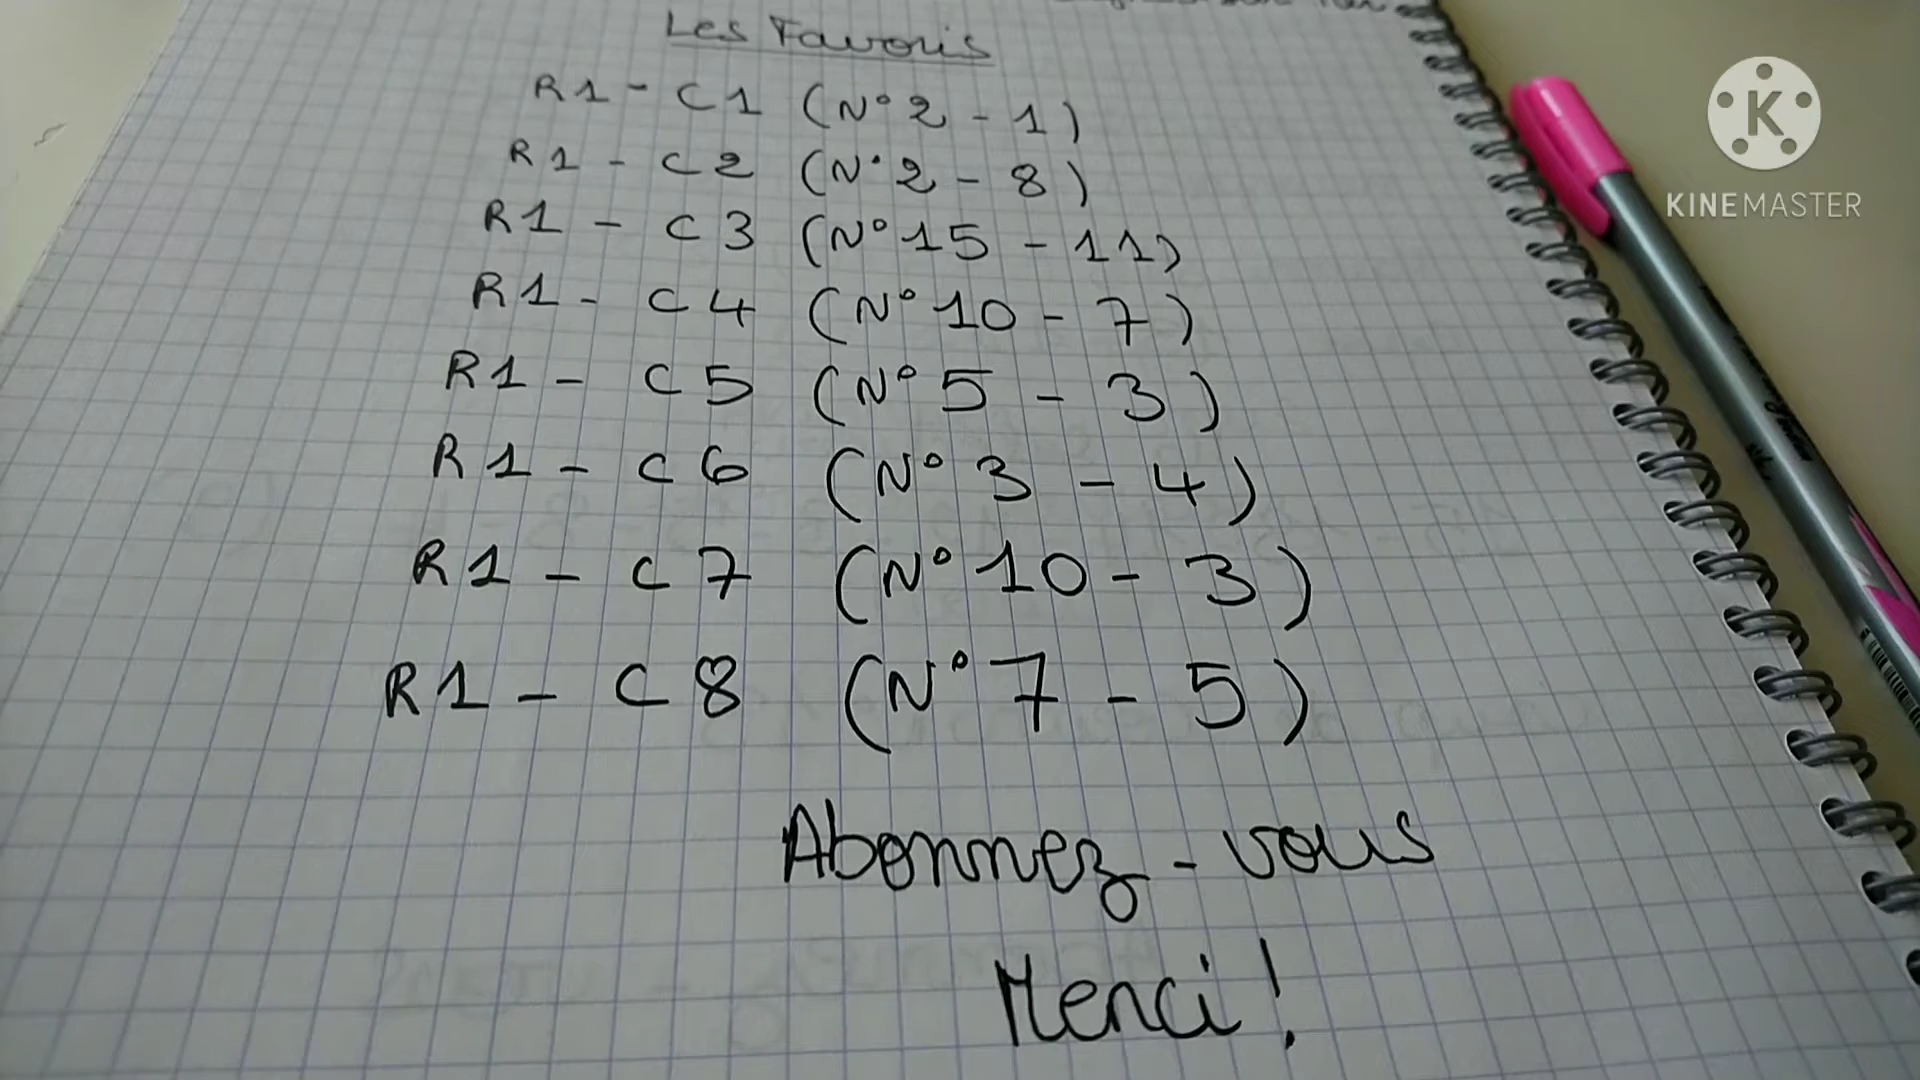 Les Favoris
R1 - C1 (N° 2 - 1)
R1 - C2 (N° 2 - 8)
R1 - C3 (N° 15 - 11)
R1 - C4 (N° 10 - 7)
R1 - C5 (N° 5 - 3)
R1 - C6 (N° 3 - 4)
R1 - C7 (N° 10 - 3)
R1 - C8 (N° 7 - 5)
Abonnez-vous
Merci !
K
KINEMASTER